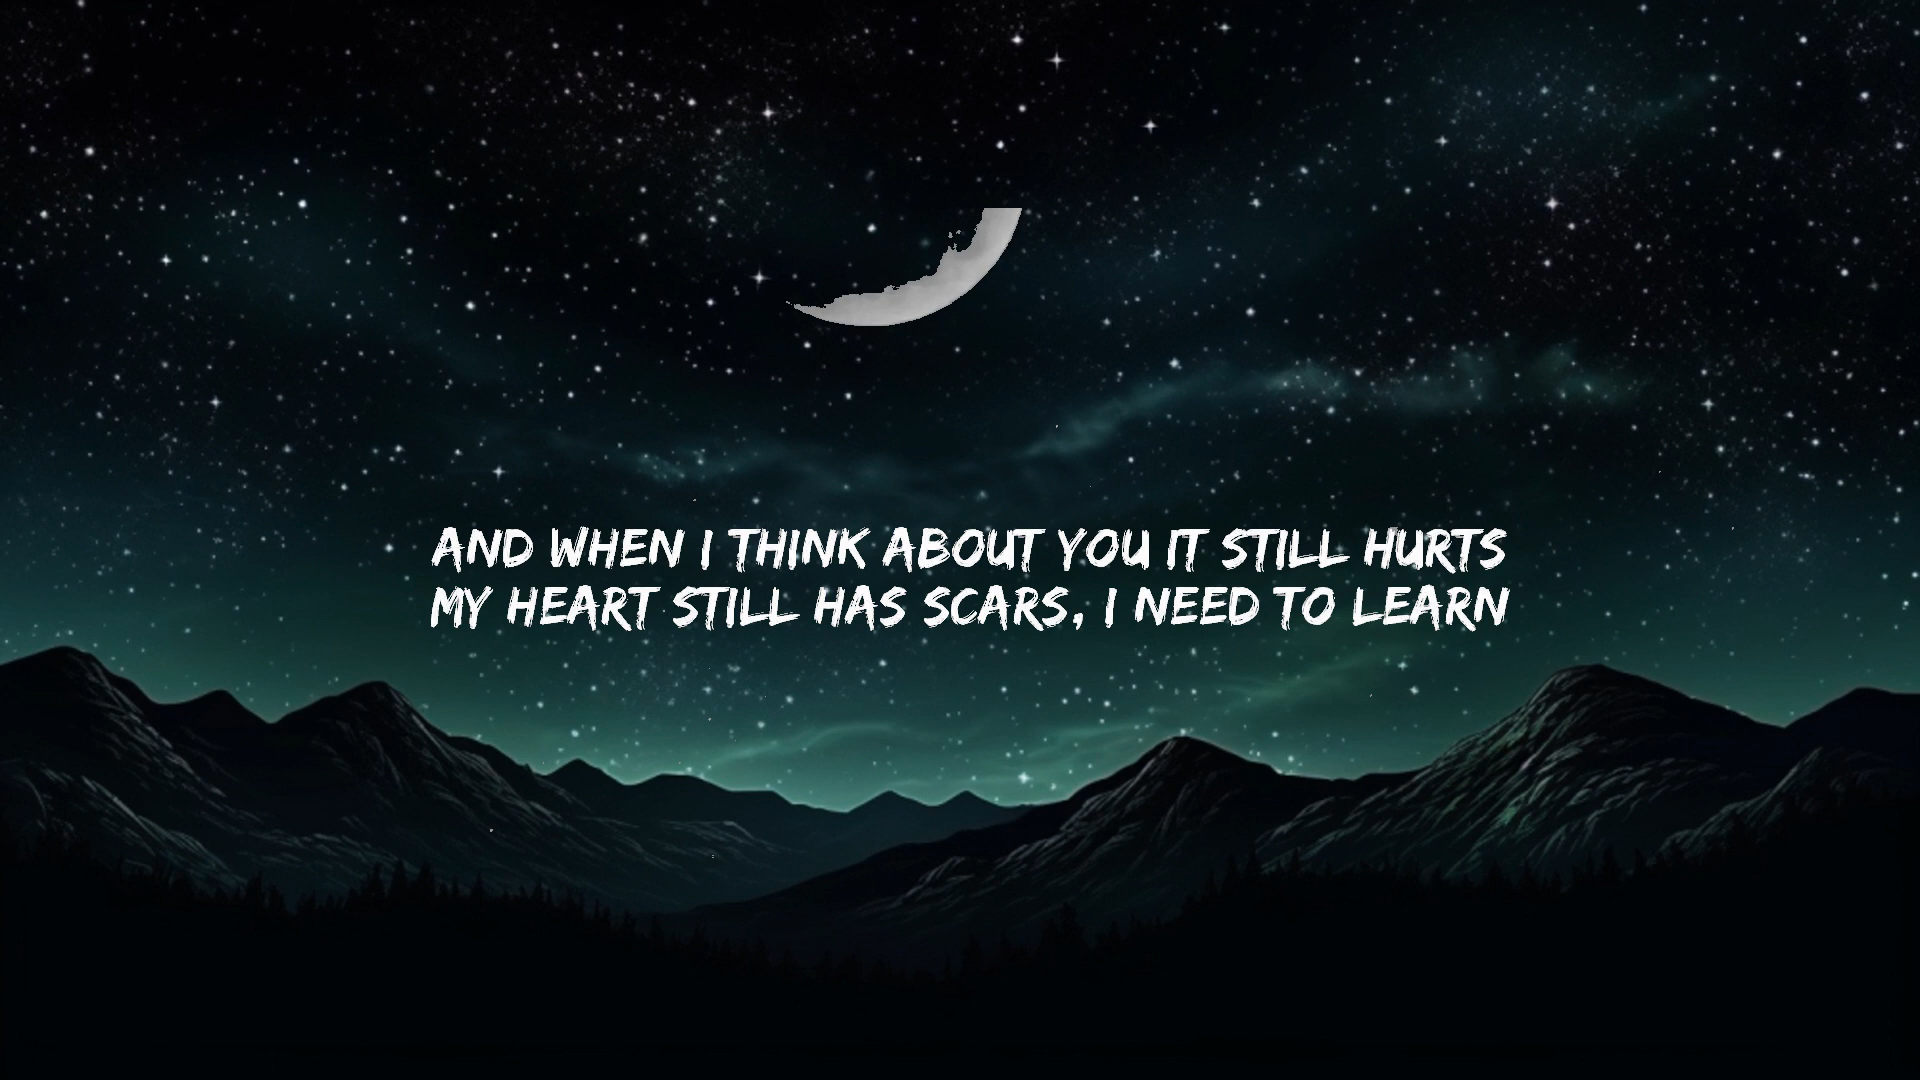 AND WHEN I THINK ABOUT YOU IT STILL HURTS
MY HEART STILL HAS SCARS, I NEED TO LEARN